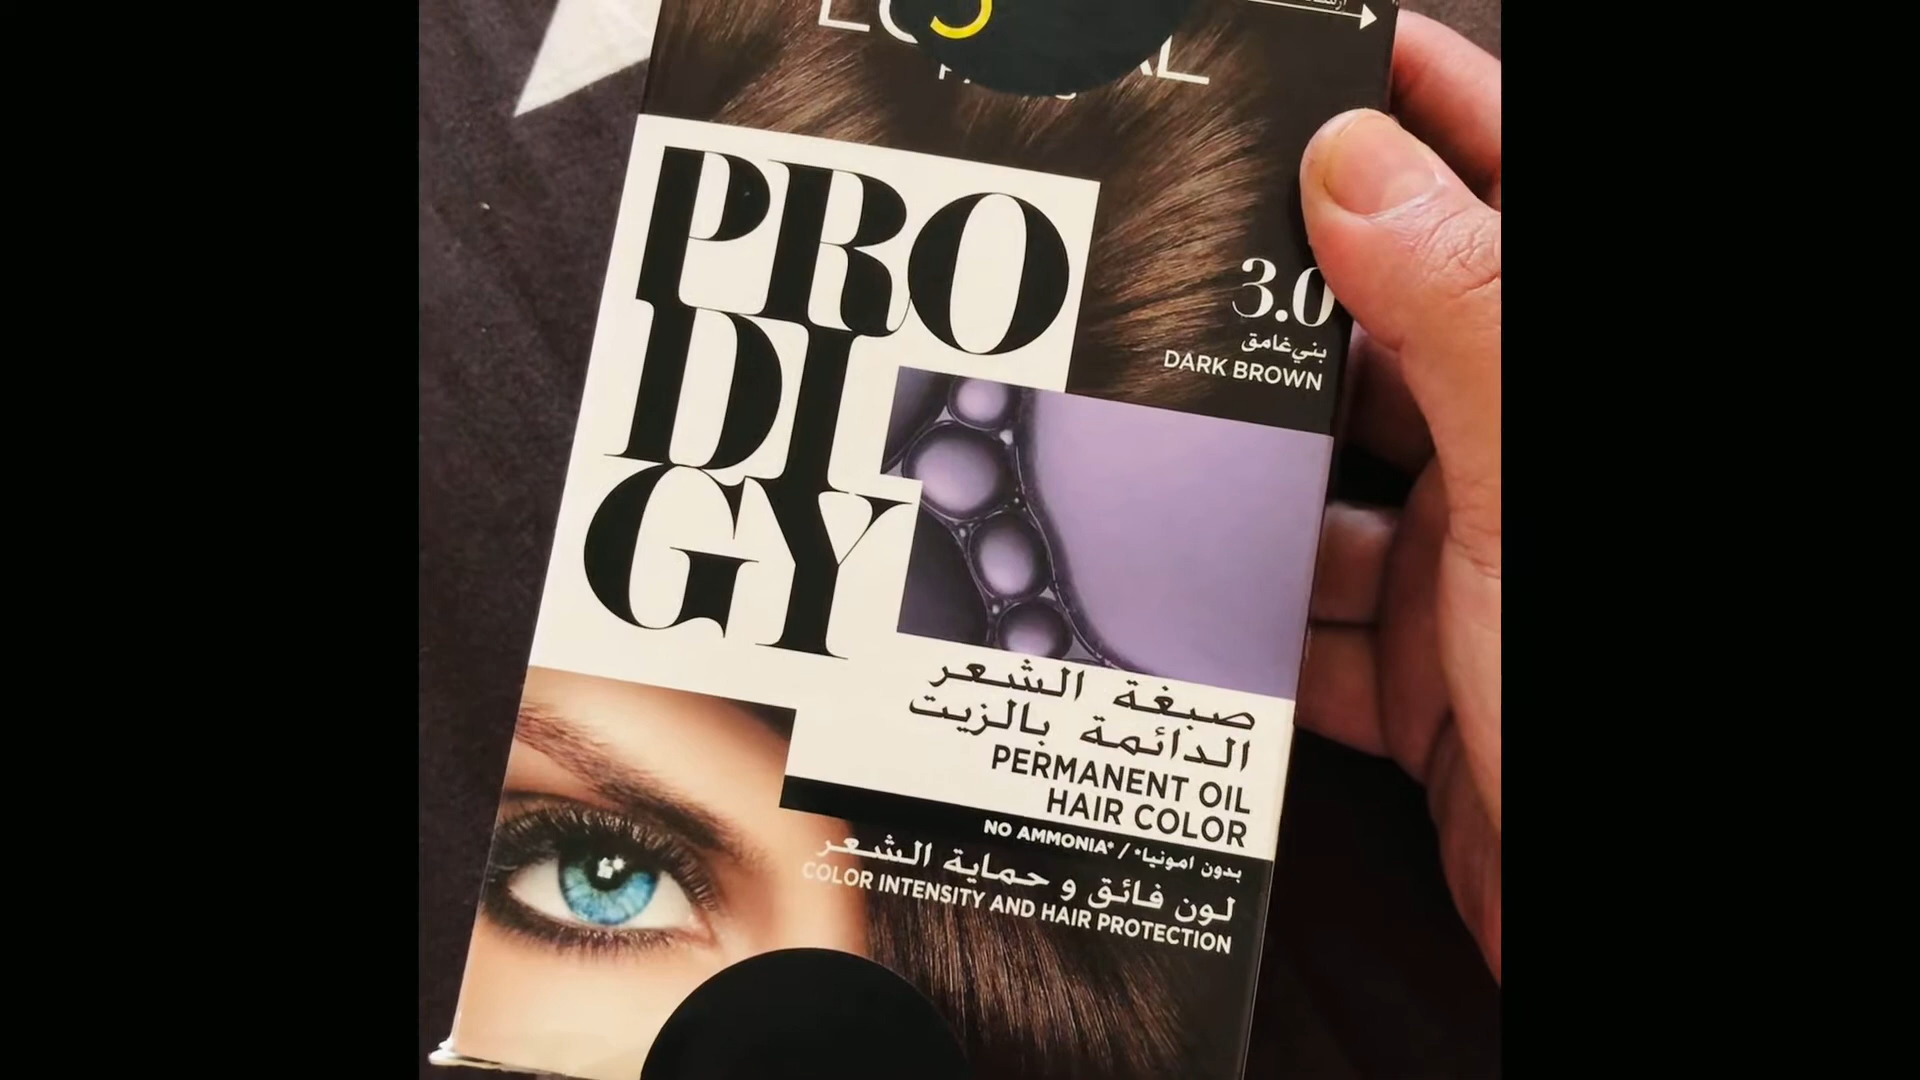 PRO
DI
GY
3.0
بني غامق
DARK BROWN
صبغة الشعر
الدائمة بالزيت
PERMANENT OIL
HAIR COLOR
NO AMMONIA* / *بدون امونيا
لون فائق و حماية الشعر
COLOR INTENSITY AND HAIR PROTECTION